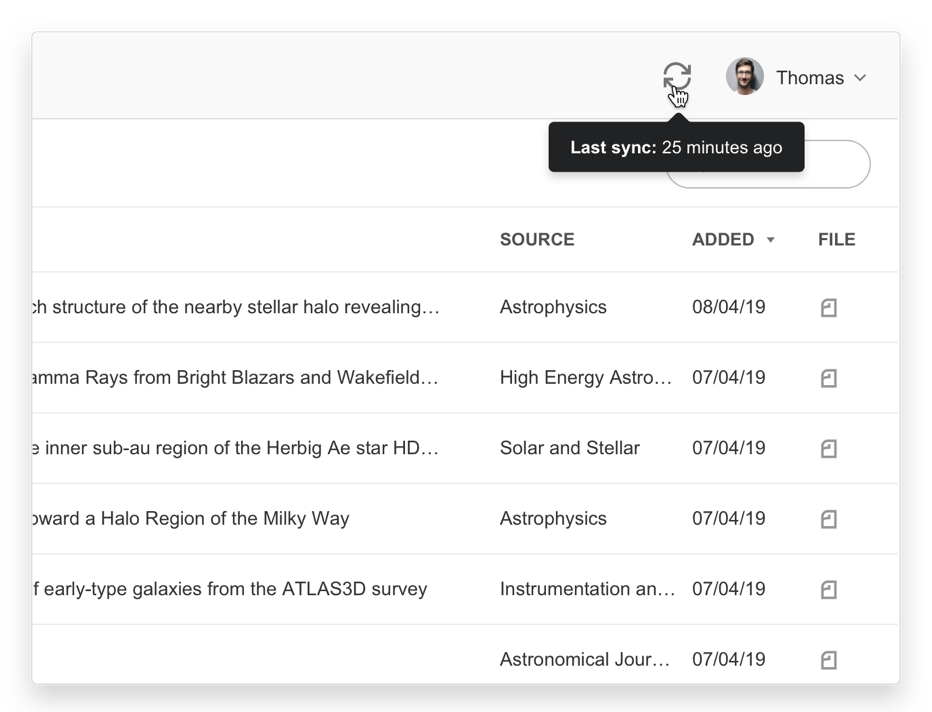 Thomas
Last sync: 25 minutes ago
SOURCE ADDED FILE
ch structure of the nearby stellar halo revealing… Astrophysics 08/04/19
amma Rays from Bright Blazars and Wakefield… High Energy Astro… 07/04/19
e inner sub-au region of the Herbig Ae star HD… Solar and Stellar 07/04/19
oward a Halo Region of the Milky Way Astrophysics 07/04/19
f early-type galaxies from the ATLAS3D survey Instrumentation an… 07/04/19
Astronomical Jour… 07/04/19